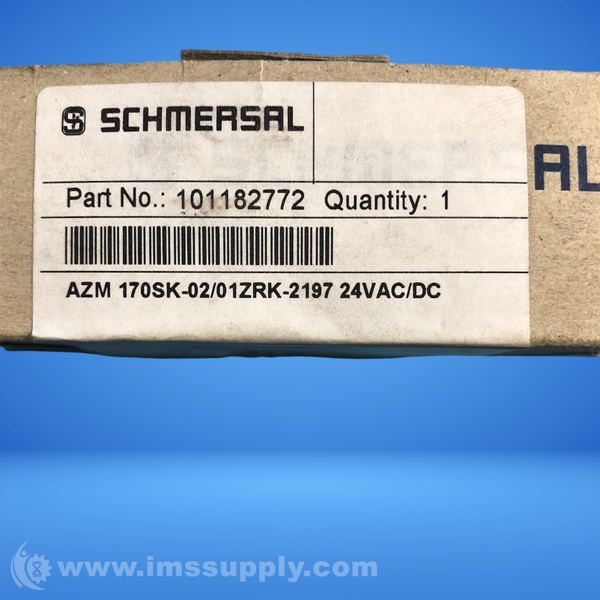 SCHMERSAL
AL
Part No.: 101182772 Quantity: 1
AZM 170SK-02/01ZRK-2197 24VAC/DC
www.imssupply.com